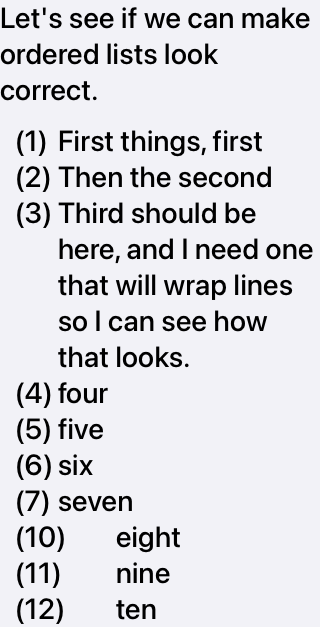 Let's see if we can make
ordered lists look
correct.
(1) First things, first
(2) Then the second
(3) Third should be
here, and I need one
that will wrap lines
so I can see how
that looks.
(4) four
(5) five
(6) six
(7) seven
(10) eight
(11) nine
(12) ten